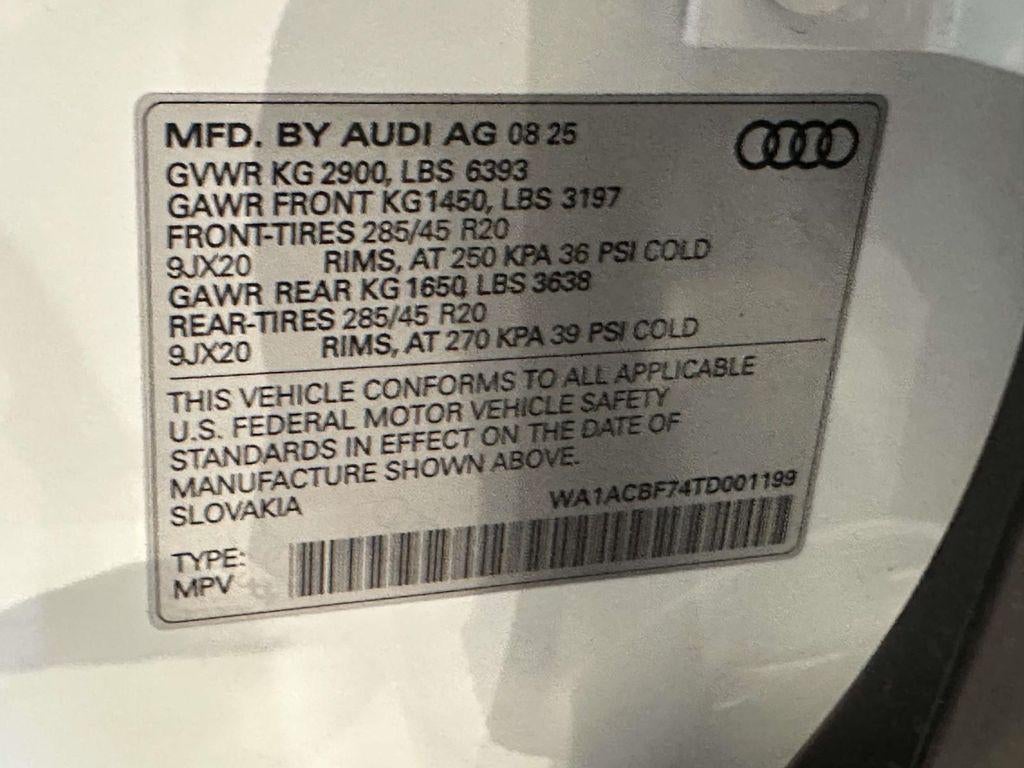 MFD. BY AUDI AG 08 25
GVWR KG 2900, LBS 6393
GAWR FRONT KG 1450, LBS 3197
FRONT-TIRES 285/45 R20
9JX20 RIMS, AT 250 KPA 36 PSI COLD
GAWR REAR KG 1650, LBS 3638
REAR-TIRES 285/45 R20
9JX20 RIMS, AT 270 KPA 39 PSI COLD
THIS VEHICLE CONFORMS TO ALL APPLICABLE
U.S. FEDERAL MOTOR VEHICLE SAFETY
STANDARDS IN EFFECT ON THE DATE OF
MANUFACTURE SHOWN ABOVE.
SLOVAKIA
WA1ACBF74TD001199
TYPE:
MPV